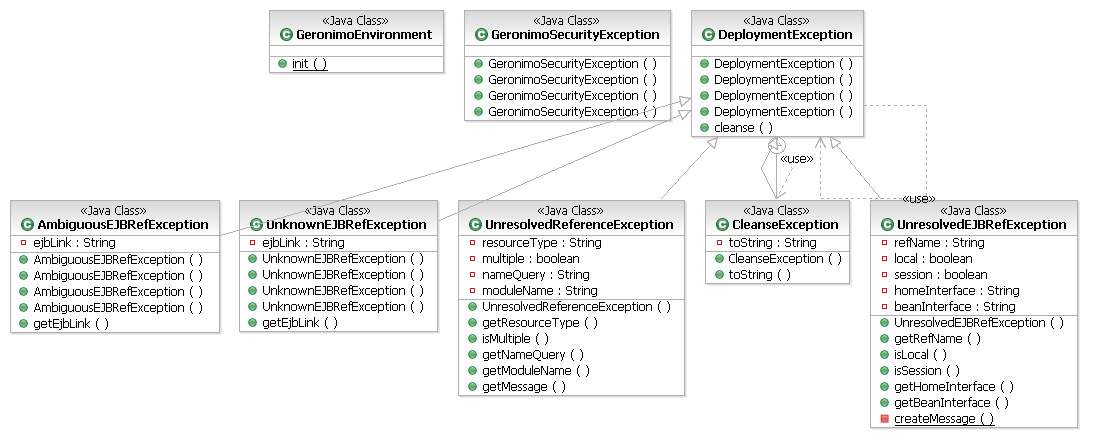 «Java Class»
GeronimoEnvironment
init ( )
«Java Class»
GeronimoSecurityException
GeronimoSecurityException ( )
GeronimoSecurityException ( )
GeronimoSecurityException ( )
GeronimoSecurityException ( )
«Java Class»
DeploymentException
DeploymentException ( )
DeploymentException ( )
DeploymentException ( )
DeploymentException ( )
cleanse ( )
«use»
«use»
«Java Class»
AmbiguousEJBRefException
ejbLink : String
AmbiguousEJBRefException ( )
AmbiguousEJBRefException ( )
AmbiguousEJBRefException ( )
AmbiguousEJBRefException ( )
getEjbLink ( )
«Java Class»
UnknownEJBRefException
ejbLink : String
UnknownEJBRefException ( )
UnknownEJBRefException ( )
UnknownEJBRefException ( )
UnknownEJBRefException ( )
getEjbLink ( )
«Java Class»
UnresolvedReferenceException
resourceType : String
multiple : boolean
nameQuery : String
moduleName : String
UnresolvedReferenceException ( )
getResourceType ( )
isMultiple ( )
getNameQuery ( )
getModuleName ( )
getMessage ( )
«Java Class»
CleanseException
toString : String
CleanseException ( )
toString ( )
«Java Class»
UnresolvedEJBRefException
refName : String
local : boolean
session : boolean
homeInterface : String
beanInterface : String
UnresolvedEJBRefException ( )
getRefName ( )
isLocal ( )
isSession ( )
getHomeInterface ( )
getBeanInterface ( )
createMessage ( )